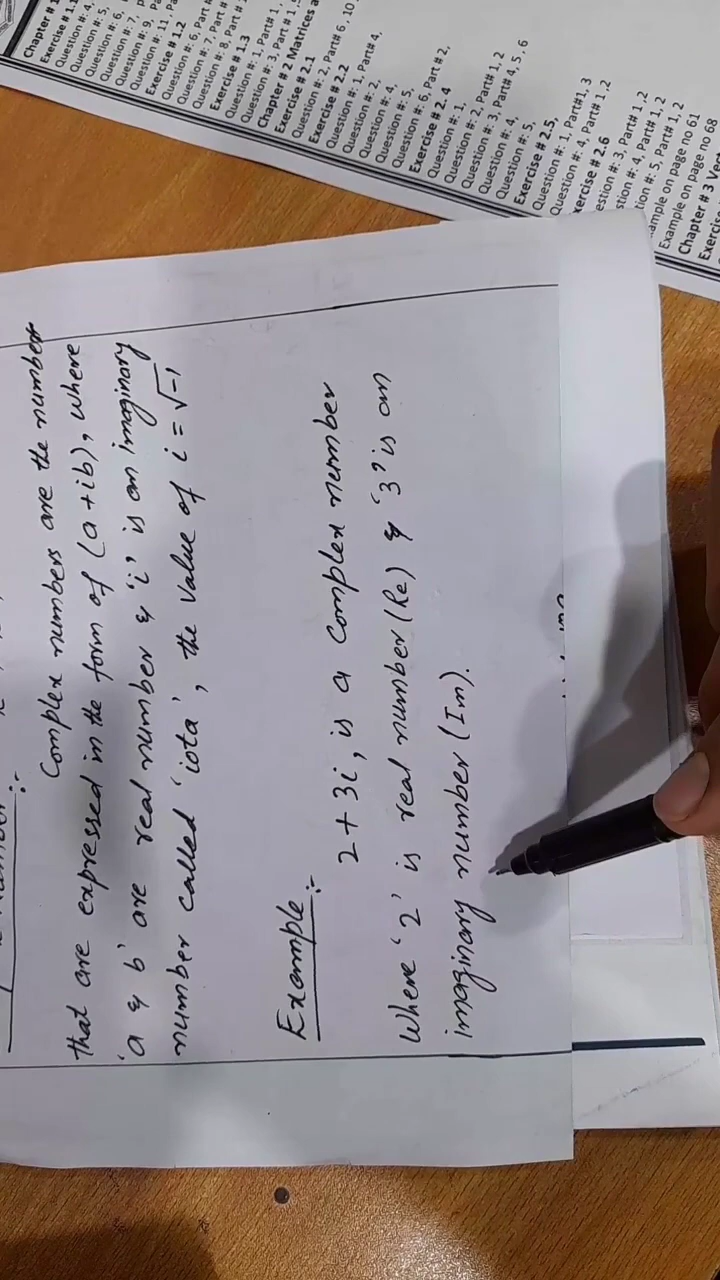 Chapter # 1
Exercise # 1.1
Question #: 4,
Question #: 5,
Question #: 6,
Question #: 7,
Question #: 9,
Question #: 11,
Exercise # 1.2
Question #: 6, Part #
Question #: 7, Part #
Question #: 8, Part #
Exercise # 1.3
Question #: 1, Part # 1,
Question #: 3, Part # 1,
Chapter # 2 Matrices a
Exercise # 2.1
Question #: 2, Part# 6, 10
Exercise # 2.2
Question #: 1, Part# 4,
Question #: 2,
Question #: 4,
Question #: 5,
Question #: 6, Part# 2,
Exercise # 2. 4
Question #: 1,
Question #: 2, Part# 1, 2
Question #: 3, Part# 4, 5, 6
Question #: 4,
Question #: 5,
Exercise # 2.5,
Question #: 1, Part#1, 3
Question #: 4, Part# 1 ,2
xercise # 2.6
estion #: 3, Part# 1 ,2
tion #: 4, Part# 1, 2
tion #: 5, Part# 1, 2
ample on page no 61
Example on page no 68
Chapter # 3 Vect
Exercise
Complex numbers are the number
that are expressed in the form of (a+ib), where
'a & b' are real number & 'i' is an imaginary
number called 'iota', the value of i = √-1
Example:-
2+3i, is a complex number
Where '2' is real number (Re) & '3' is an
imaginary number (Im).